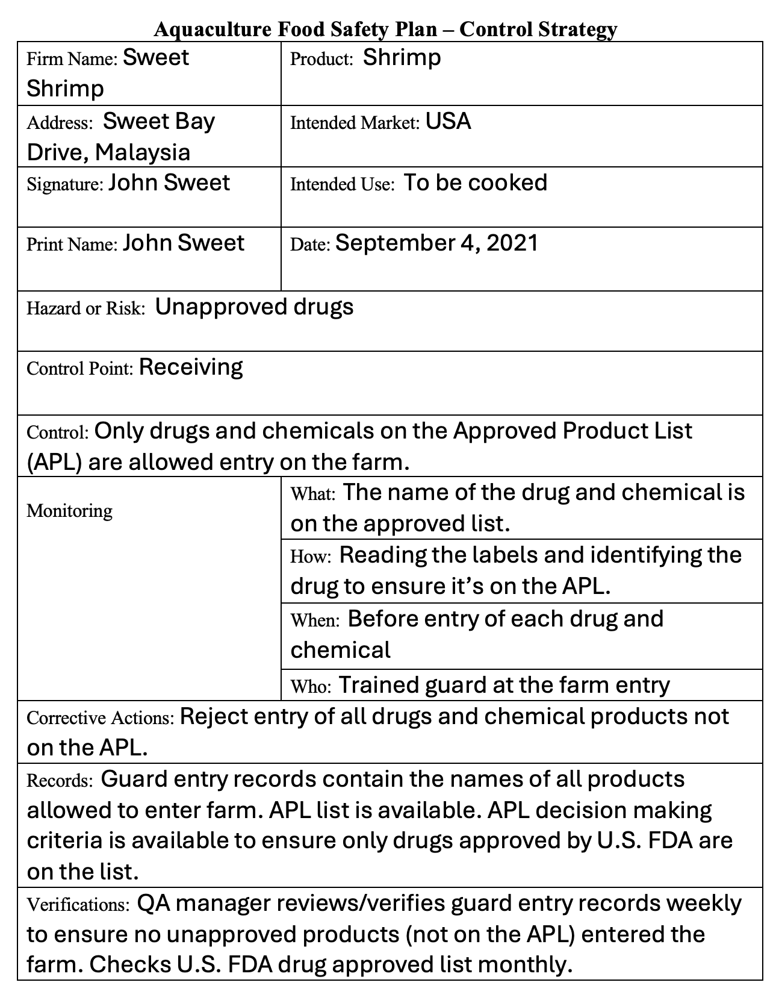 Aquaculture Food Safety Plan – Control Strategy
Firm Name: Sweet
Shrimp
Product: Shrimp
Address: Sweet Bay
Drive, Malaysia
Intended Market: USA
Signature: John Sweet
Intended Use: To be cooked
Print Name: John Sweet
Date: September 4, 2021
Hazard or Risk: Unapproved drugs
Control Point: Receiving
Control: Only drugs and chemicals on the Approved Product List
(APL) are allowed entry on the farm.
Monitoring
What: The name of the drug and chemical is
on the approved list.
How: Reading the labels and identifying the
drug to ensure it’s on the APL.
When: Before entry of each drug and
chemical
Who: Trained guard at the farm entry
Corrective Actions: Reject entry of all drugs and chemical products not
on the APL.
Records: Guard entry records contain the names of all products
allowed to enter farm. APL list is available. APL decision making
criteria is available to ensure only drugs approved by U.S. FDA are
on the list.
Verifications: QA manager reviews/verifies guard entry records weekly
to ensure no unapproved products (not on the APL) entered the
farm. Checks U.S. FDA drug approved list monthly.